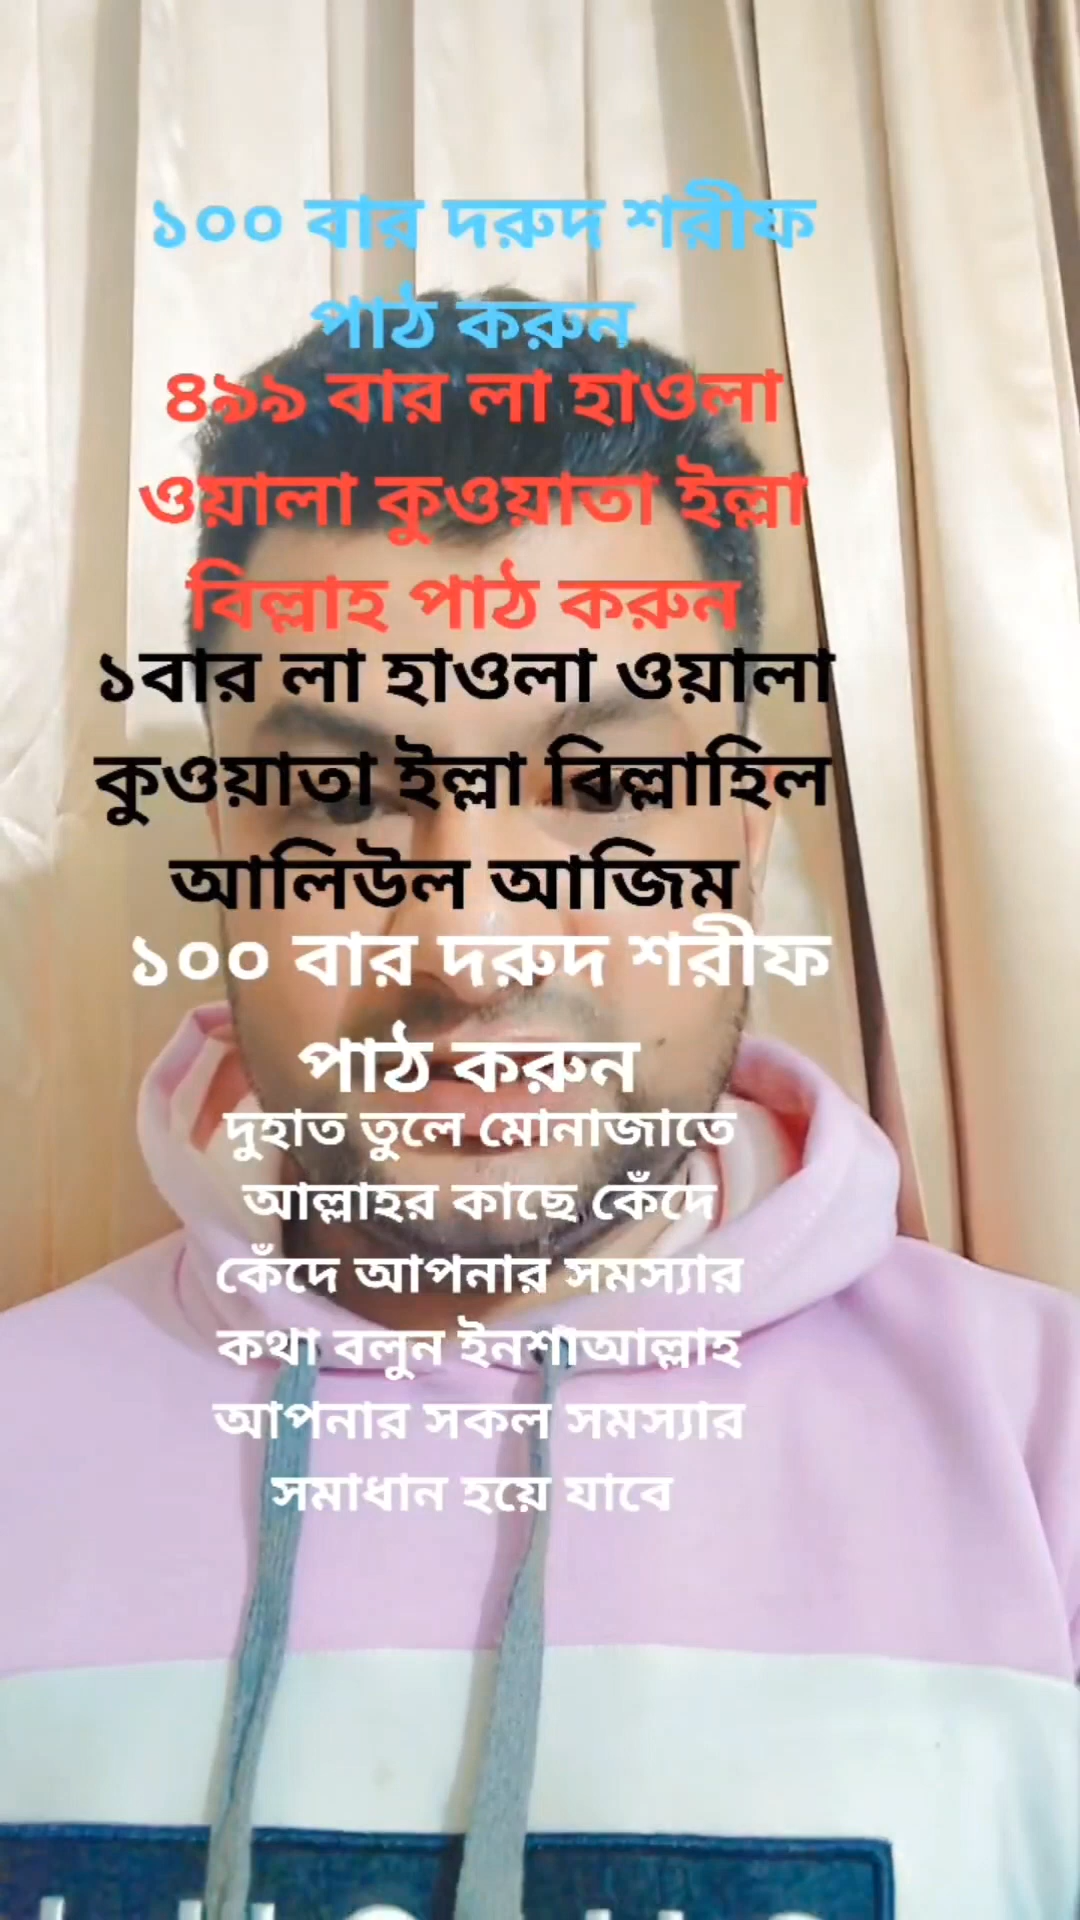 ১০০ বার দরুদ শরীফ
পাঠ করুন
৪৯৯ বার লা হাওলা
ওয়ালা কুওয়াতা ইল্লা
বিল্লাহ পাঠ করুন
১বার লা হাওলা ওয়ালা
কুওয়াতা ইল্লা বিল্লাহিল
আলিউল আজিম
১০০ বার দরুদ শরীফ
পাঠ করুন
দুহাত তুলে মোনাজাতে
আল্লাহর কাছে কেঁদে
কেঁদে আপনার সমস্যার
কথা বলুন ইনশাআল্লাহ
আপনার সকল সমস্যার
সমাধান হয়ে যাবে